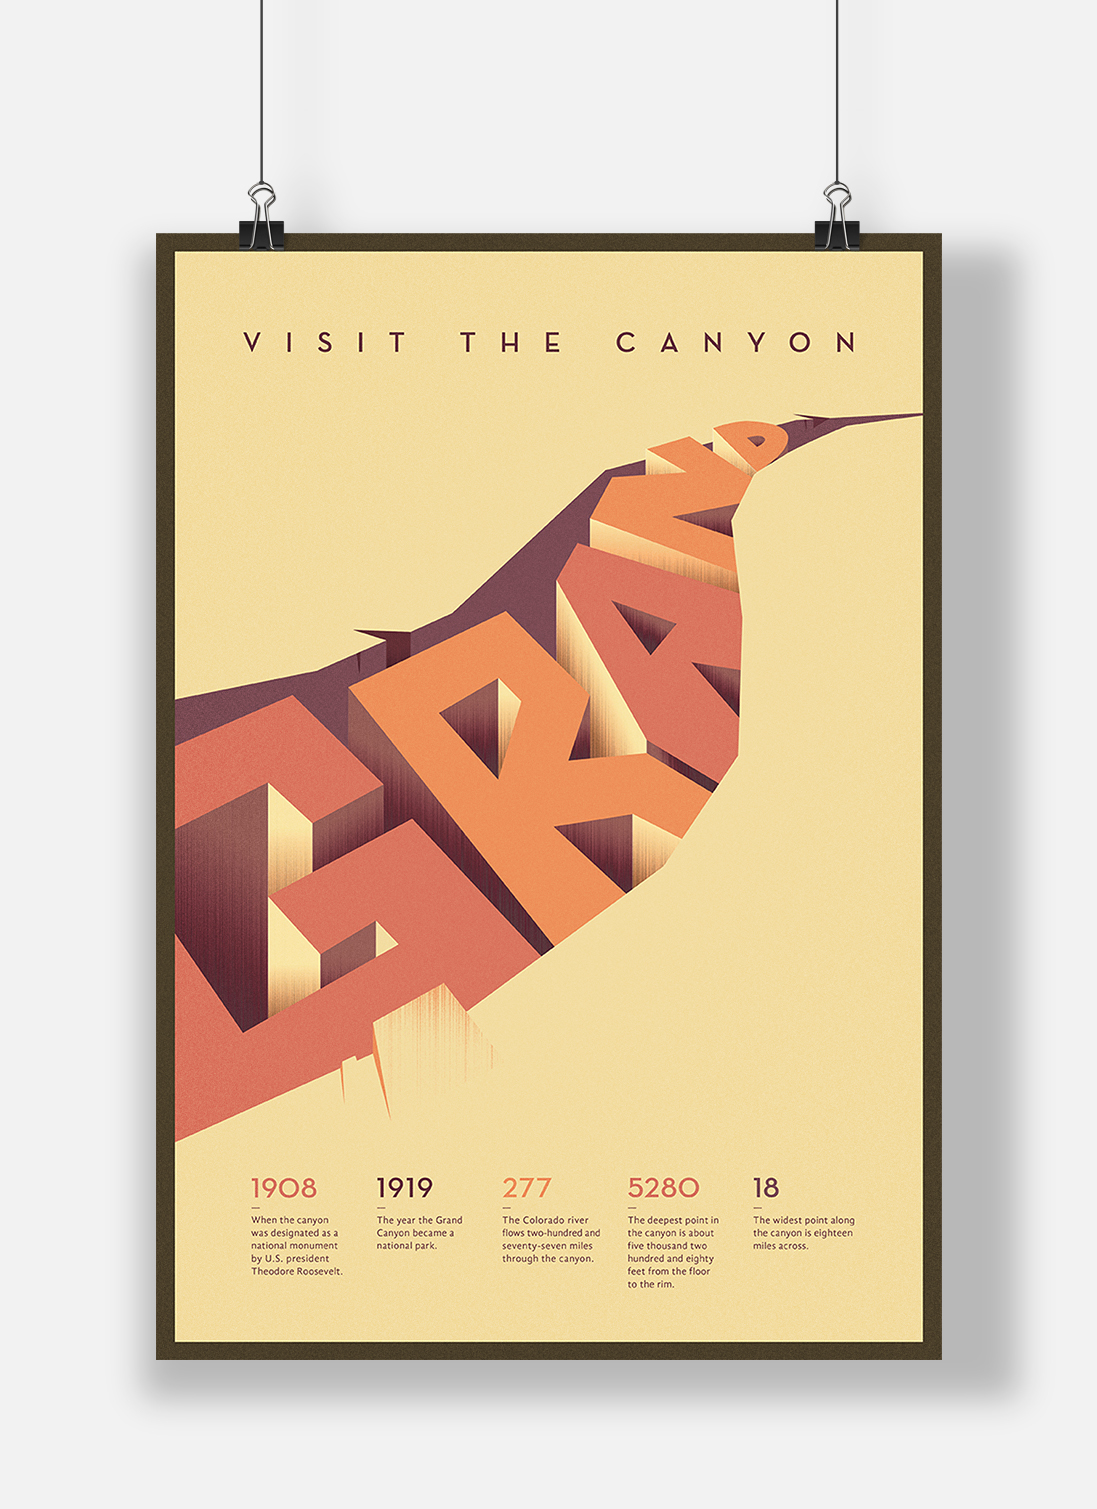 VISIT THE CANYON
GRAND
1908
When the canyon
was designated as a
national monument
by U.S. president
Theodore Roosevelt.
1919
The year the Grand
Canyon became a
national park.
277
The Colorado river
flows two-hundred and
seventy-seven miles
through the canyon.
5280
The deepest point in
the canyon is about
five thousand two
hundred and eighty
feet from the floor
to the rim.
18
The widest point along
the canyon is eighteen
miles across.